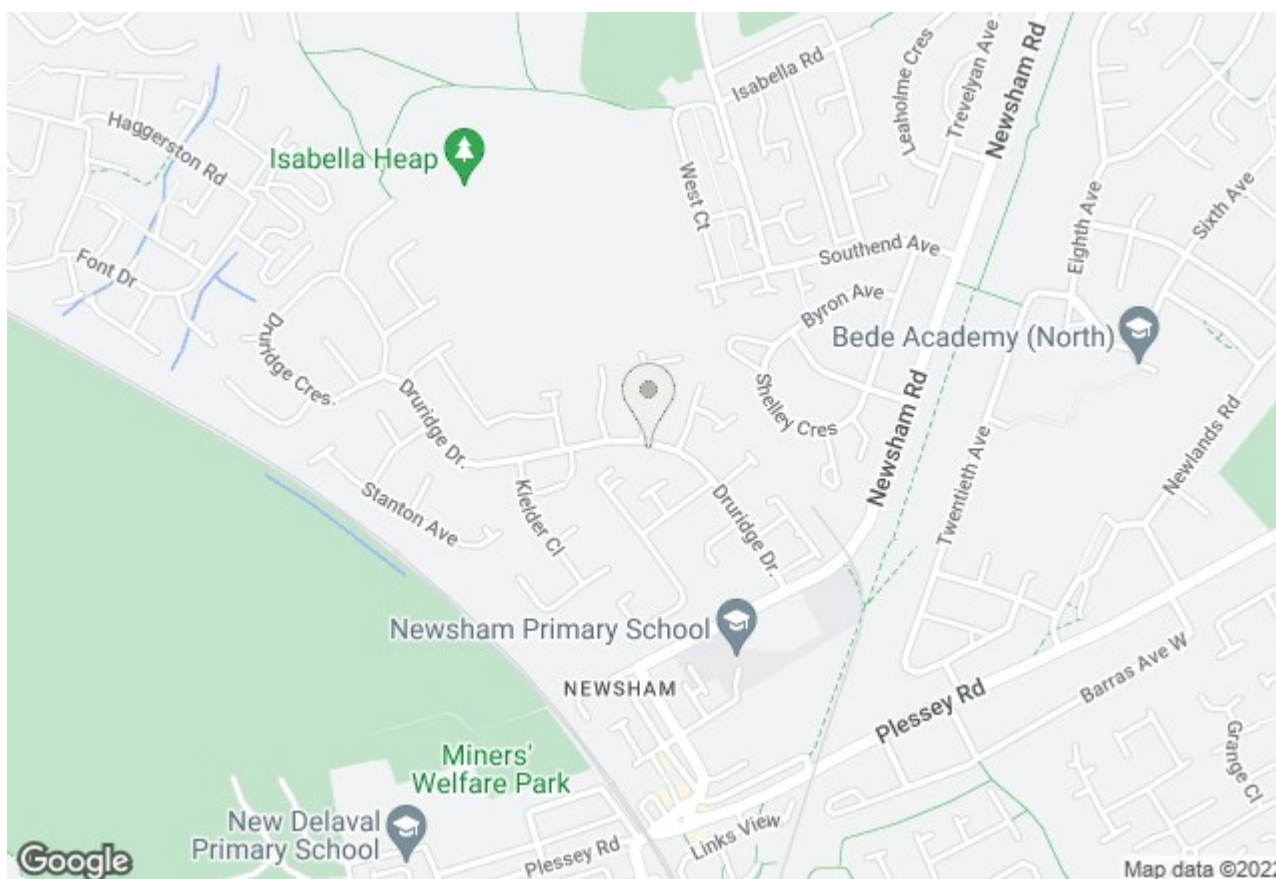 Isabella Rd
Leaholme Cres
Trevelyan Ave
Newsham Rd
Haggerston Rd
Isabella Heap
West Ct
Eighth Ave
Sixth Ave
Southend Ave
Font Dr
Byron Ave
Bede Academy (North)
Druridge Cres.
Druridge Dr.
Shelley Cres
Newsham Rd
Newlands Rd
Twentieth Ave
Stanton Ave
Kielder Cl
Druridge Dr.
Newsham Primary School
NEWSHAM
Barras Ave W
Plessey Rd
Grange Cl
Miners'
Welfare Park
New Delaval
Primary School
Links View
Plessey Rd
Google
Map data ©2022